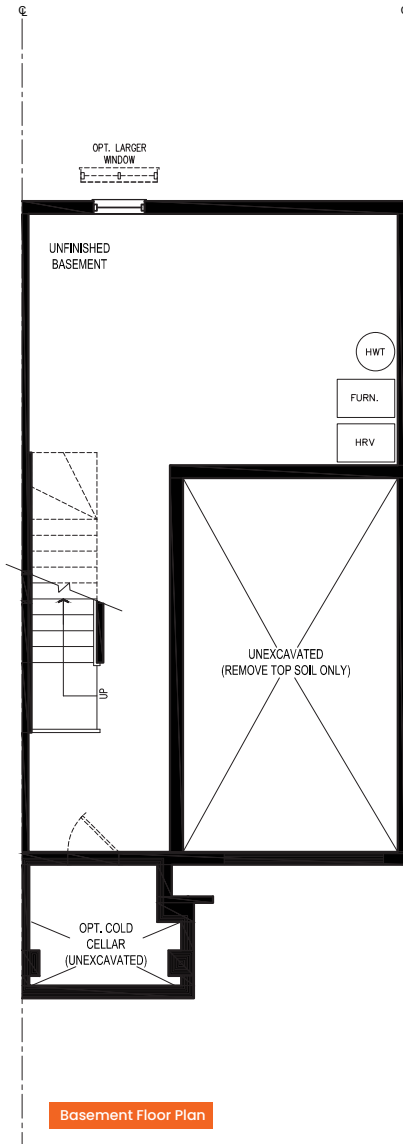 OPT. LARGER
WINDOW
UNFINISHED
BASEMENT
HWT
FURN.
HRV
UNEXCAVATED
(REMOVE TOP SOIL ONLY)
UP
OPT. COLD
CELLAR
(UNEXCAVATED)
Basement Floor Plan